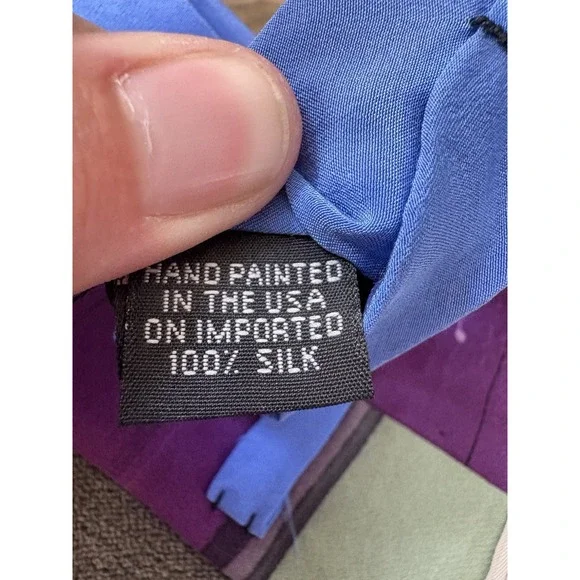 HAND PAINTED
IN THE USA
ON IMPORTED
100% SILK